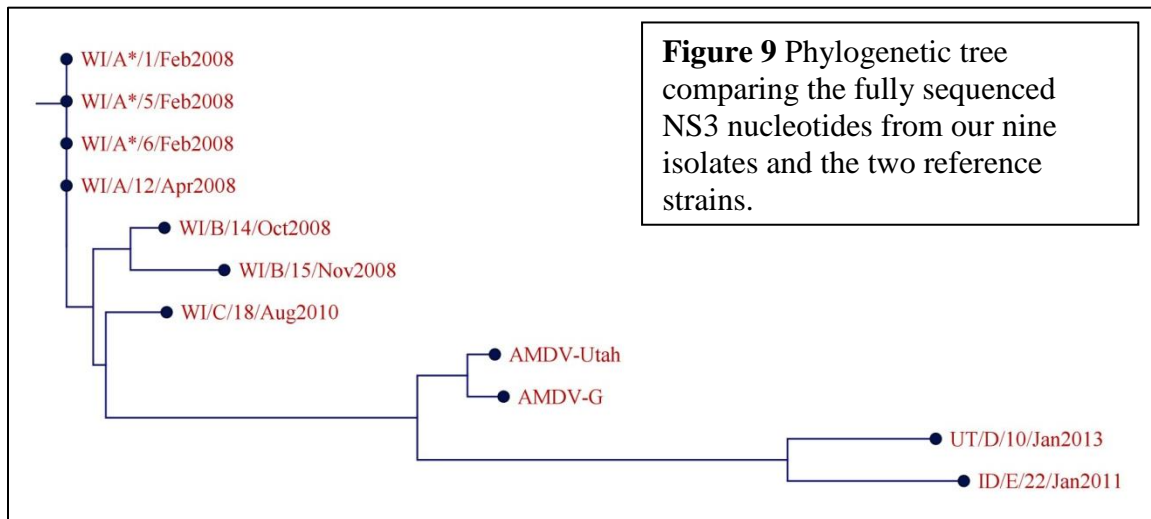 WI/A*/1/Feb2008
WI/A*/5/Feb2008
WI/A*/6/Feb2008
WI/A/12/Apr2008
WI/B/14/Oct2008
WI/B/15/Nov2008
WI/C/18/Aug2010
AMDV-Utah
AMDV-G
UT/D/10/Jan2013
ID/E/22/Jan2011
Figure 9 Phylogenetic tree
comparing the fully sequenced
NS3 nucleotides from our nine
isolates and the two reference
strains.